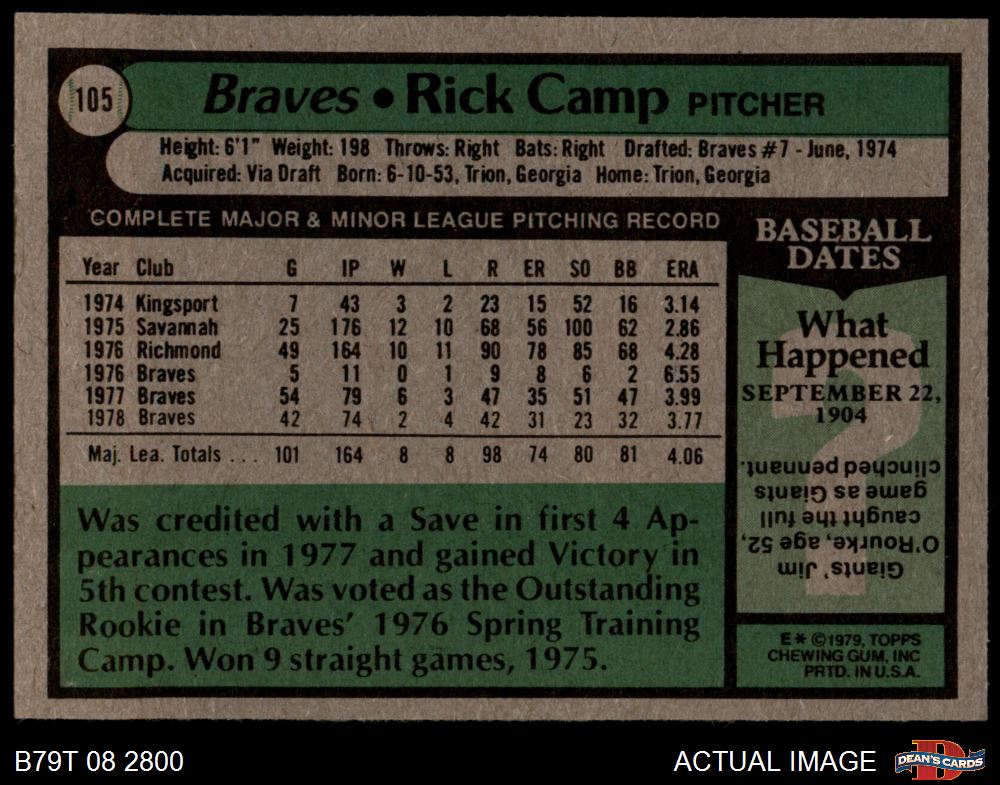 105 Braves • Rick Camp PITCHER
Height: 6'1" Weight: 198 Throws: Right Bats: Right Drafted: Braves #7 - June, 1974
Acquired: Via Draft Born: 6-10-53, Trion, Georgia Home: Trion, Georgia
COMPLETE MAJOR & MINOR LEAGUE PITCHING RECORD
Year Club G IP W L R ER SO BB ERA
1974 Kingsport 7 43 3 2 23 15 52 16 3.14
1975 Savannah 25 176 12 10 68 56 100 62 2.86
1976 Richmond 49 164 10 11 90 78 85 68 4.28
1976 Braves 5 11 0 1 9 8 6 2 6.55
1977 Braves 54 79 6 3 47 35 51 47 3.99
1978 Braves 42 74 2 4 42 31 23 32 3.77
Maj. Lea. Totals . . . 101 164 8 8 98 74 80 81 4.06
Was credited with a Save in first 4 Ap-
pearances in 1977 and gained Victory in
5th contest. Was voted as the Outstanding
Rookie in Braves' 1976 Spring Training
Camp. Won 9 straight games, 1975.
BASEBALL
DATES
What
Happened
SEPTEMBER 22,
1904
Giants' Jim
O'Rourke, age 52,
caught the full
game as Giants
clinched pennant.
E* ©1979, TOPPS
CHEWING GUM, INC
PRTD. IN U.S.A.
B79T 08 2800
ACTUAL IMAGE
DEAN'S CARDS